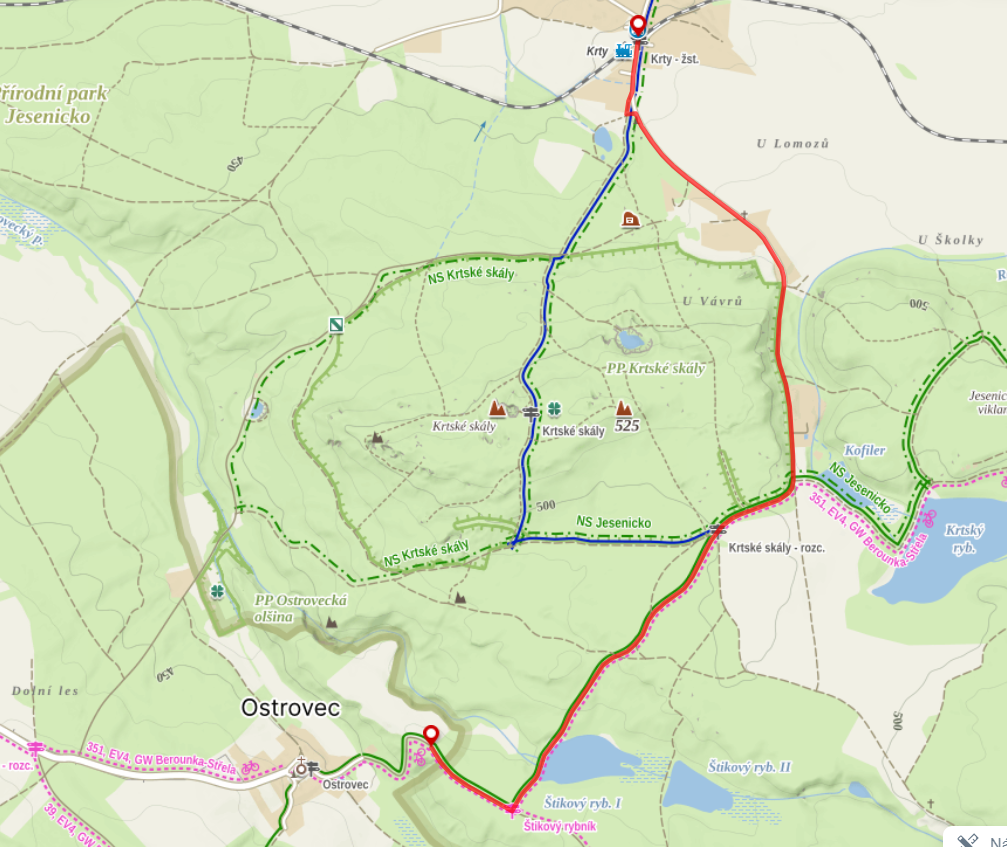 Krty
Krty - žst.
řírodní park
Jesenicko
U Lomozů
450
ovecký p.
U Školky
R
NS Krtské skály
U Vávrů
500
PP Krtské skály
Jesenic
viklan
Krtské skály
Krtské skály
525
Kofiler
NS Jesenicko
500
NS Jesenicko
351, EV4, GW Berounka-Střela
Krtský
ryb.
NS Krtské skály
Krtské skály - rozc.
PP Ostrovecká
olšina
450
Dolní les
Ostrovec
500
351, EV4, GW Berounka-Střela
- rozc.
Ostrovec
Štikový ryb. II
Štikový ryb. I
39, EV4, GW
Štikový rybník
Ná